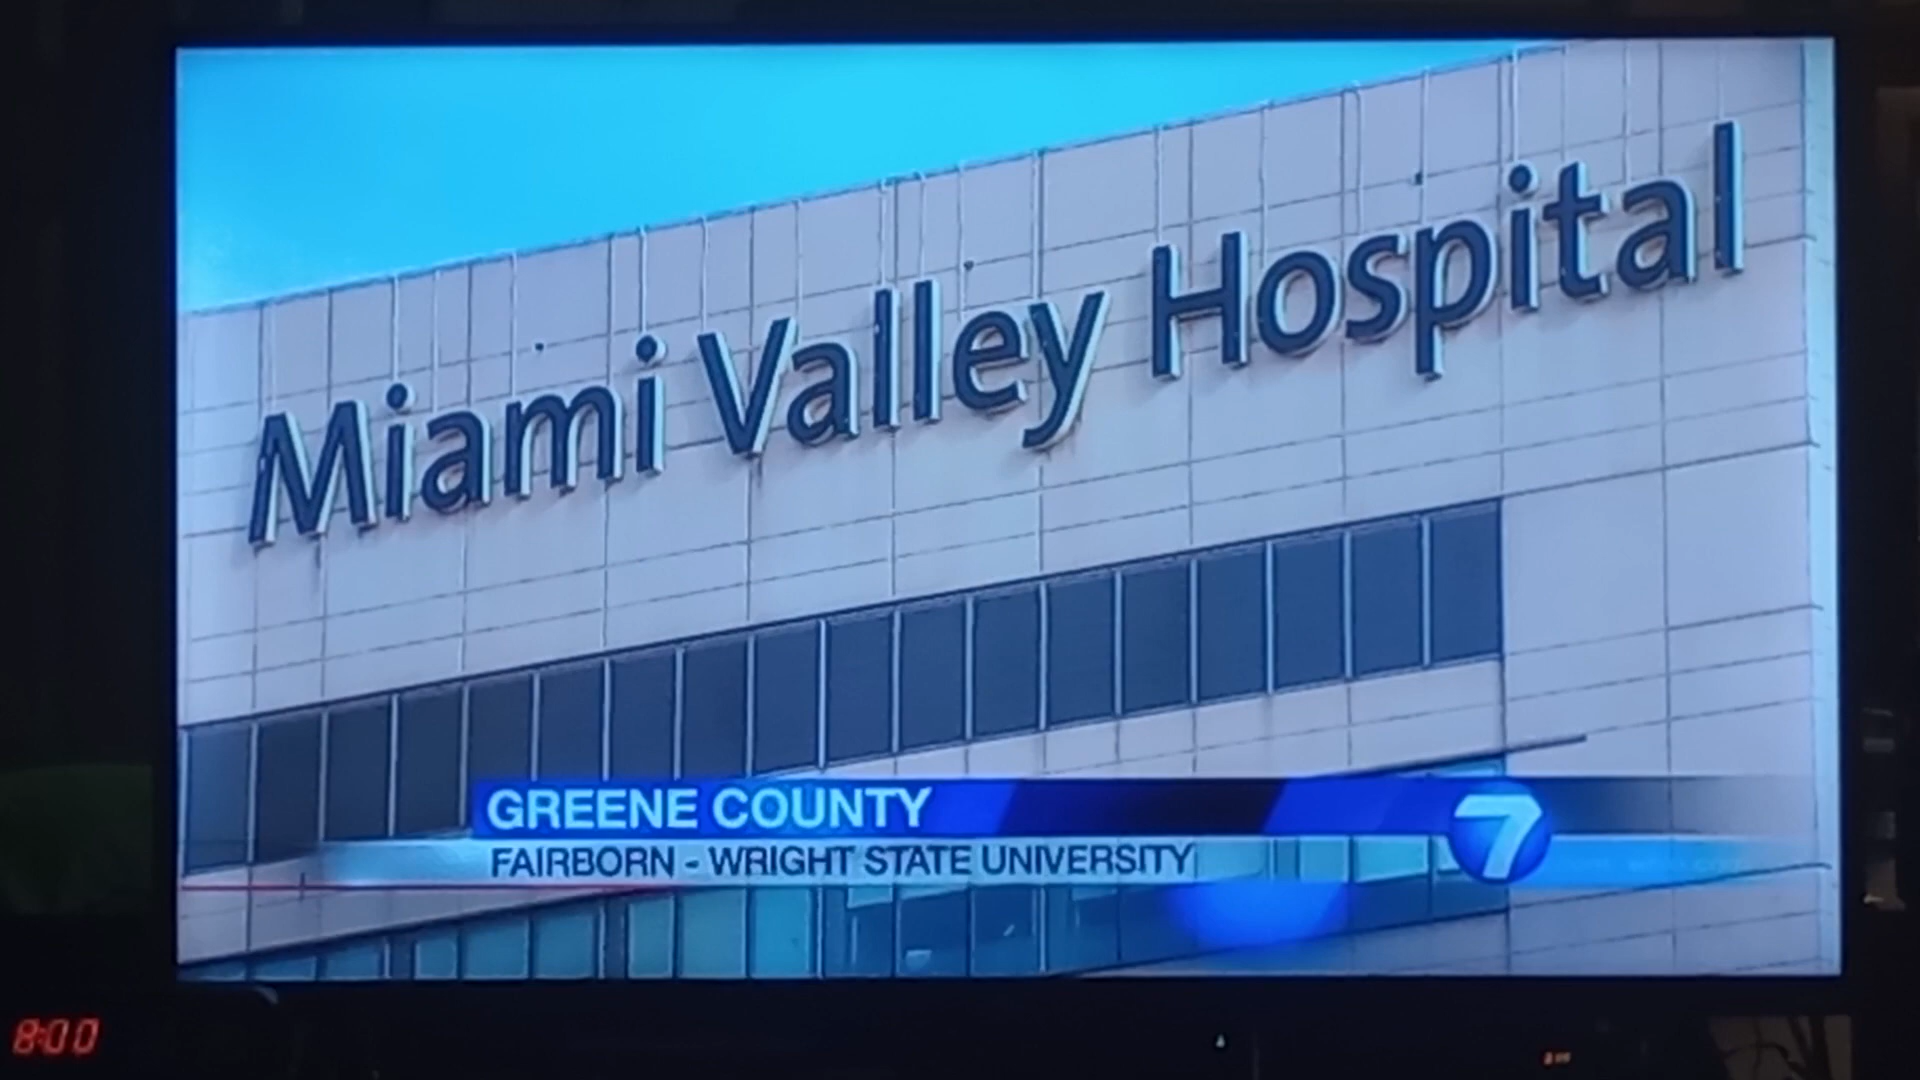 Miami Valley Hospital
GREENE COUNTY
7
FAIRBORN - WRIGHT STATE UNIVERSITY
8:00